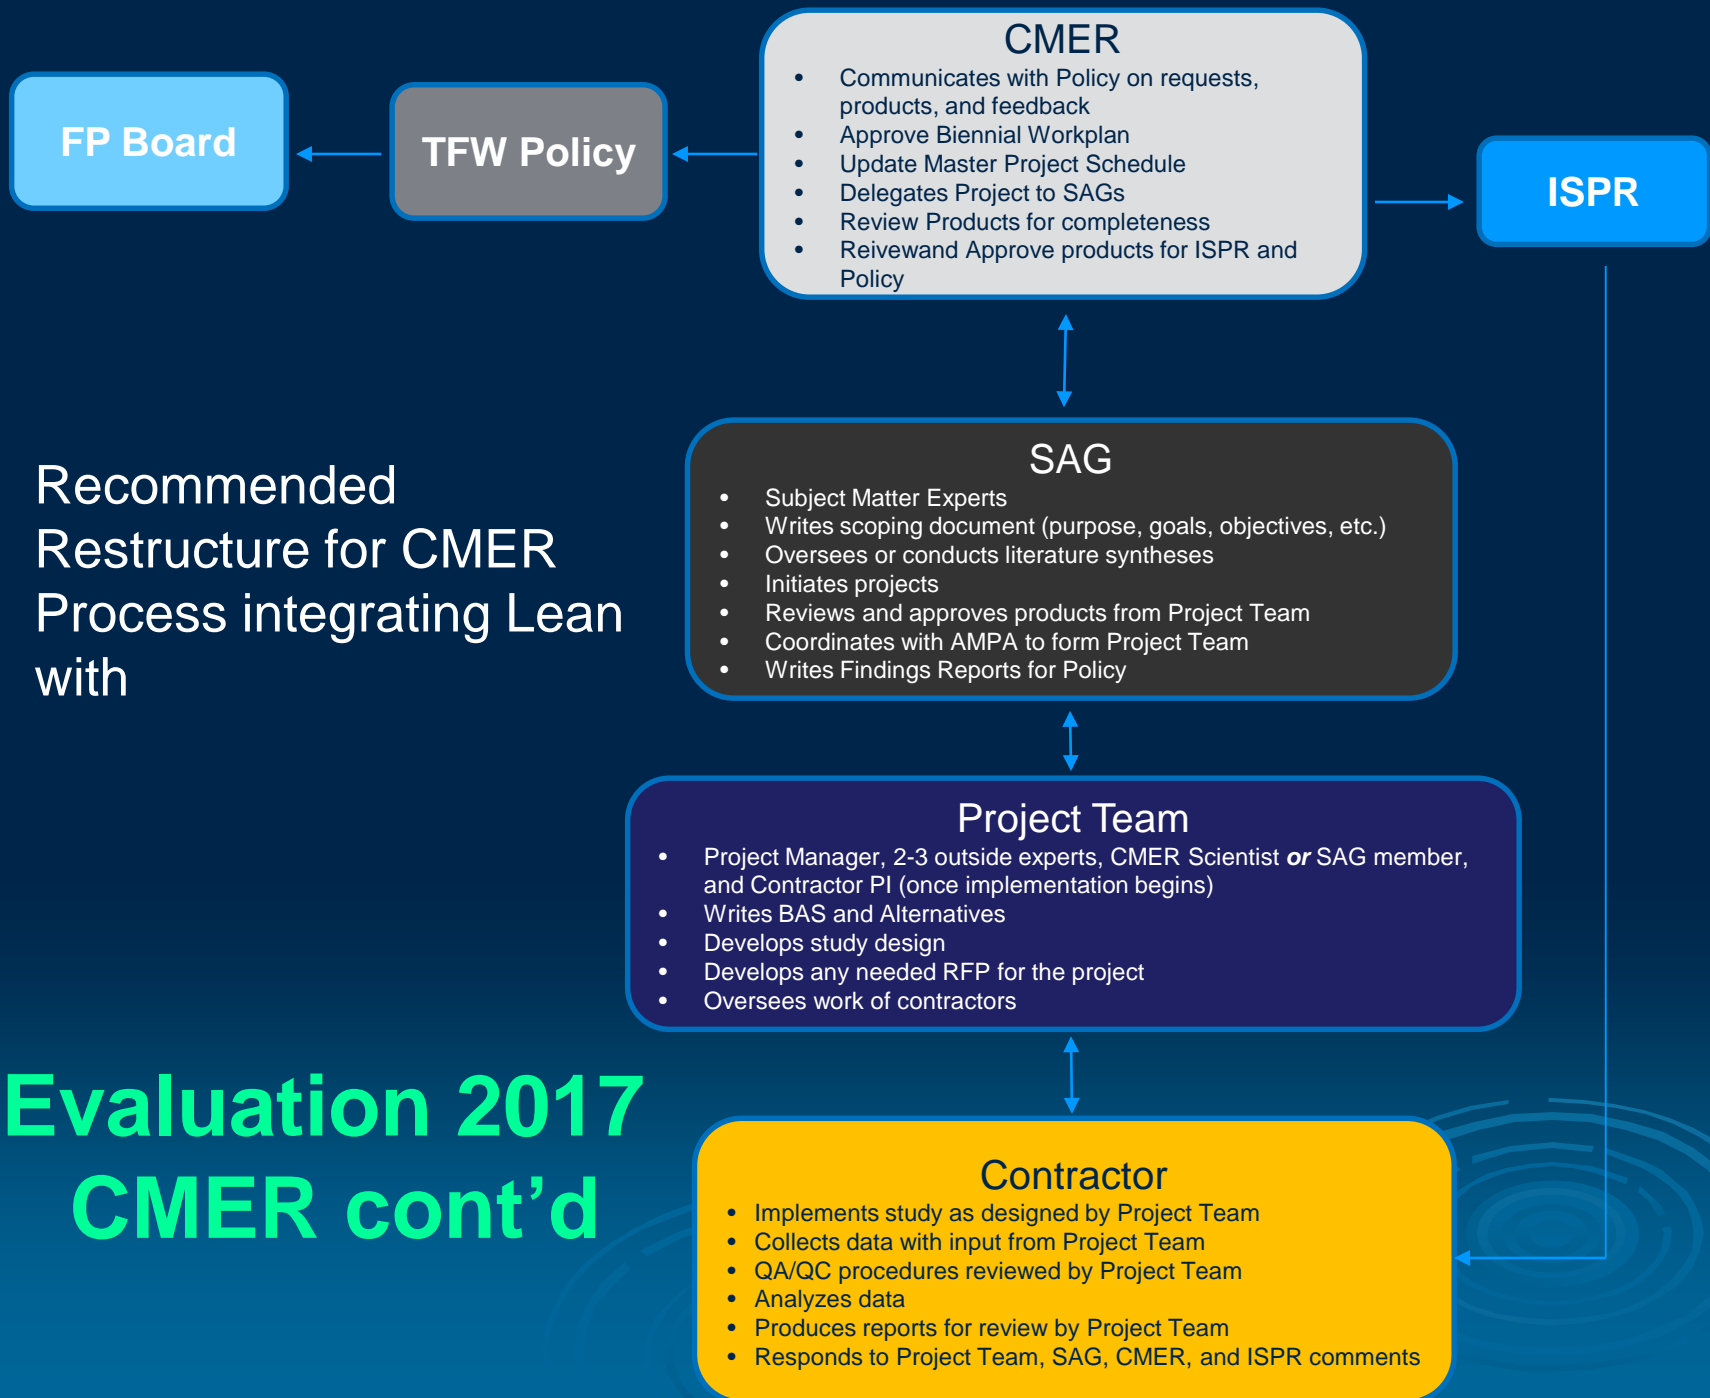 CMER
• Communicates with Policy on requests,
products, and feedback
• Approve Biennial Workplan
• Update Master Project Schedule
• Delegates Project to SAGs
• Review Products for completeness
• Reivewand Approve products for ISPR and
Policy
FP Board
TFW Policy
ISPR
Recommended
Restructure for CMER
Process integrating Lean
with
SAG
• Subject Matter Experts
• Writes scoping document (purpose, goals, objectives, etc.)
• Oversees or conducts literature syntheses
• Initiates projects
• Reviews and approves products from Project Team
• Coordinates with AMPA to form Project Team
• Writes Findings Reports for Policy
Project Team
• Project Manager, 2-3 outside experts, CMER Scientist or SAG member,
and Contractor PI (once implementation begins)
• Writes BAS and Alternatives
• Develops study design
• Develops any needed RFP for the project
• Oversees work of contractors
Evaluation 2017
CMER cont’d
Contractor
• Implements study as designed by Project Team
• Collects data with input from Project Team
• QA/QC procedures reviewed by Project Team
• Analyzes data
• Produces reports for review by Project Team
• Responds to Project Team, SAG, CMER, and ISPR comments